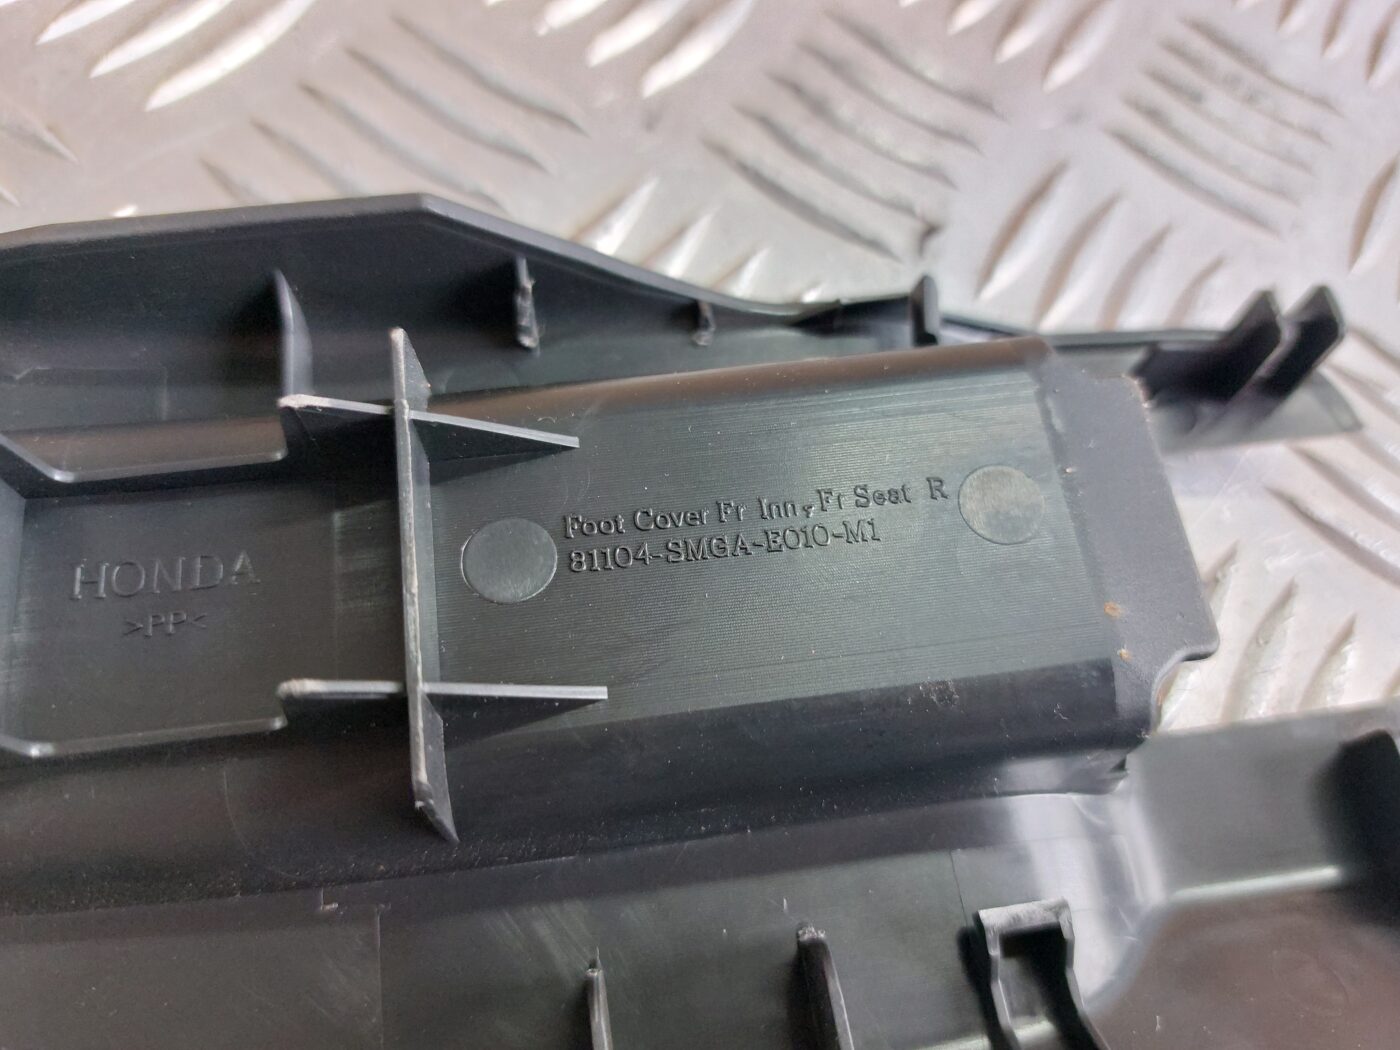 HONDA
>PP<
Foot Cover Fr Inn, Fr Seat R
81104-SMGA-E010-M1